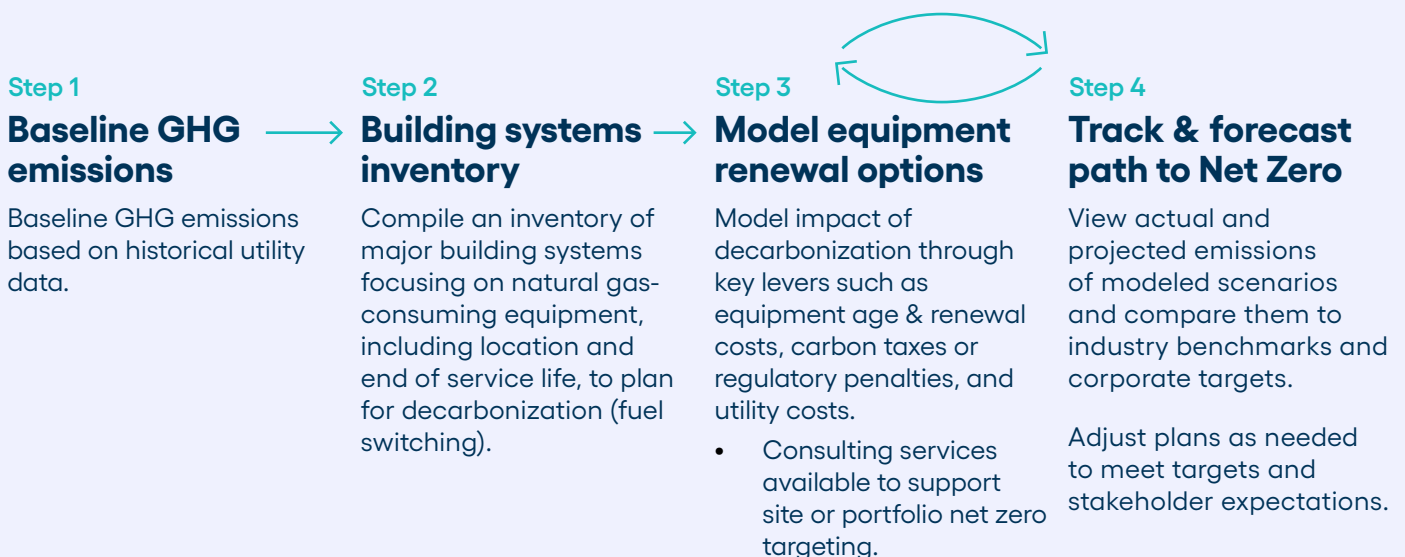 Step 1
Baseline GHG
emissions
Baseline GHG emissions
based on historical utility
data.
Step 2
Building systems
inventory
Compile an inventory of
major building systems
focusing on natural gas-
consuming equipment,
including location and
end of service life, to plan
for decarbonization (fuel
switching).
Step 3
Model equipment
renewal options
Model impact of
decarbonization through
key levers such as
equipment age & renewal
costs, carbon taxes or
regulatory penalties, and
utility costs.
• Consulting services
available to support
site or portfolio net zero
targeting.
Step 4
Track & forecast
path to Net Zero
View actual and
projected emissions
of modeled scenarios
and compare them to
industry benchmarks and
corporate targets.
Adjust plans as needed
to meet targets and
stakeholder expectations.